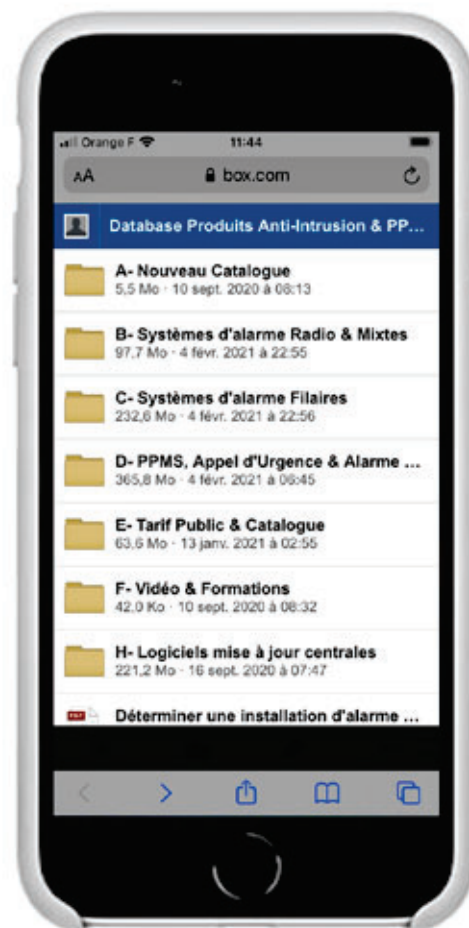 Orange F
11:44
AA
box.com
Database Produits Anti-Intrusion & PP...
A- Nouveau Catalogue
5,5 Mo · 10 sept. 2020 à 06:13
B- Systèmes d'alarme Radio & Mixtes
97,7 Mo · 4 févr. 2021 à 22:55
C- Systèmes d'alarme Filaires
232,6 Mo · 4 févr. 2021 à 22:56
D- PPMS, Appel d'Urgence & Alarme ...
365,8 Mo · 4 févr. 2021 à 06:45
E- Tarif Public & Catalogue
63,6 Mo · 13 janv. 2021 à 02:55
F- Vidéo & Formations
42,0 Ko · 10 sept. 2020 à 08:32
H- Logiciels mise à jour centrales
221,2 Mo · 16 sept. 2020 à 07:47
Déterminer une installation d'alarme ...